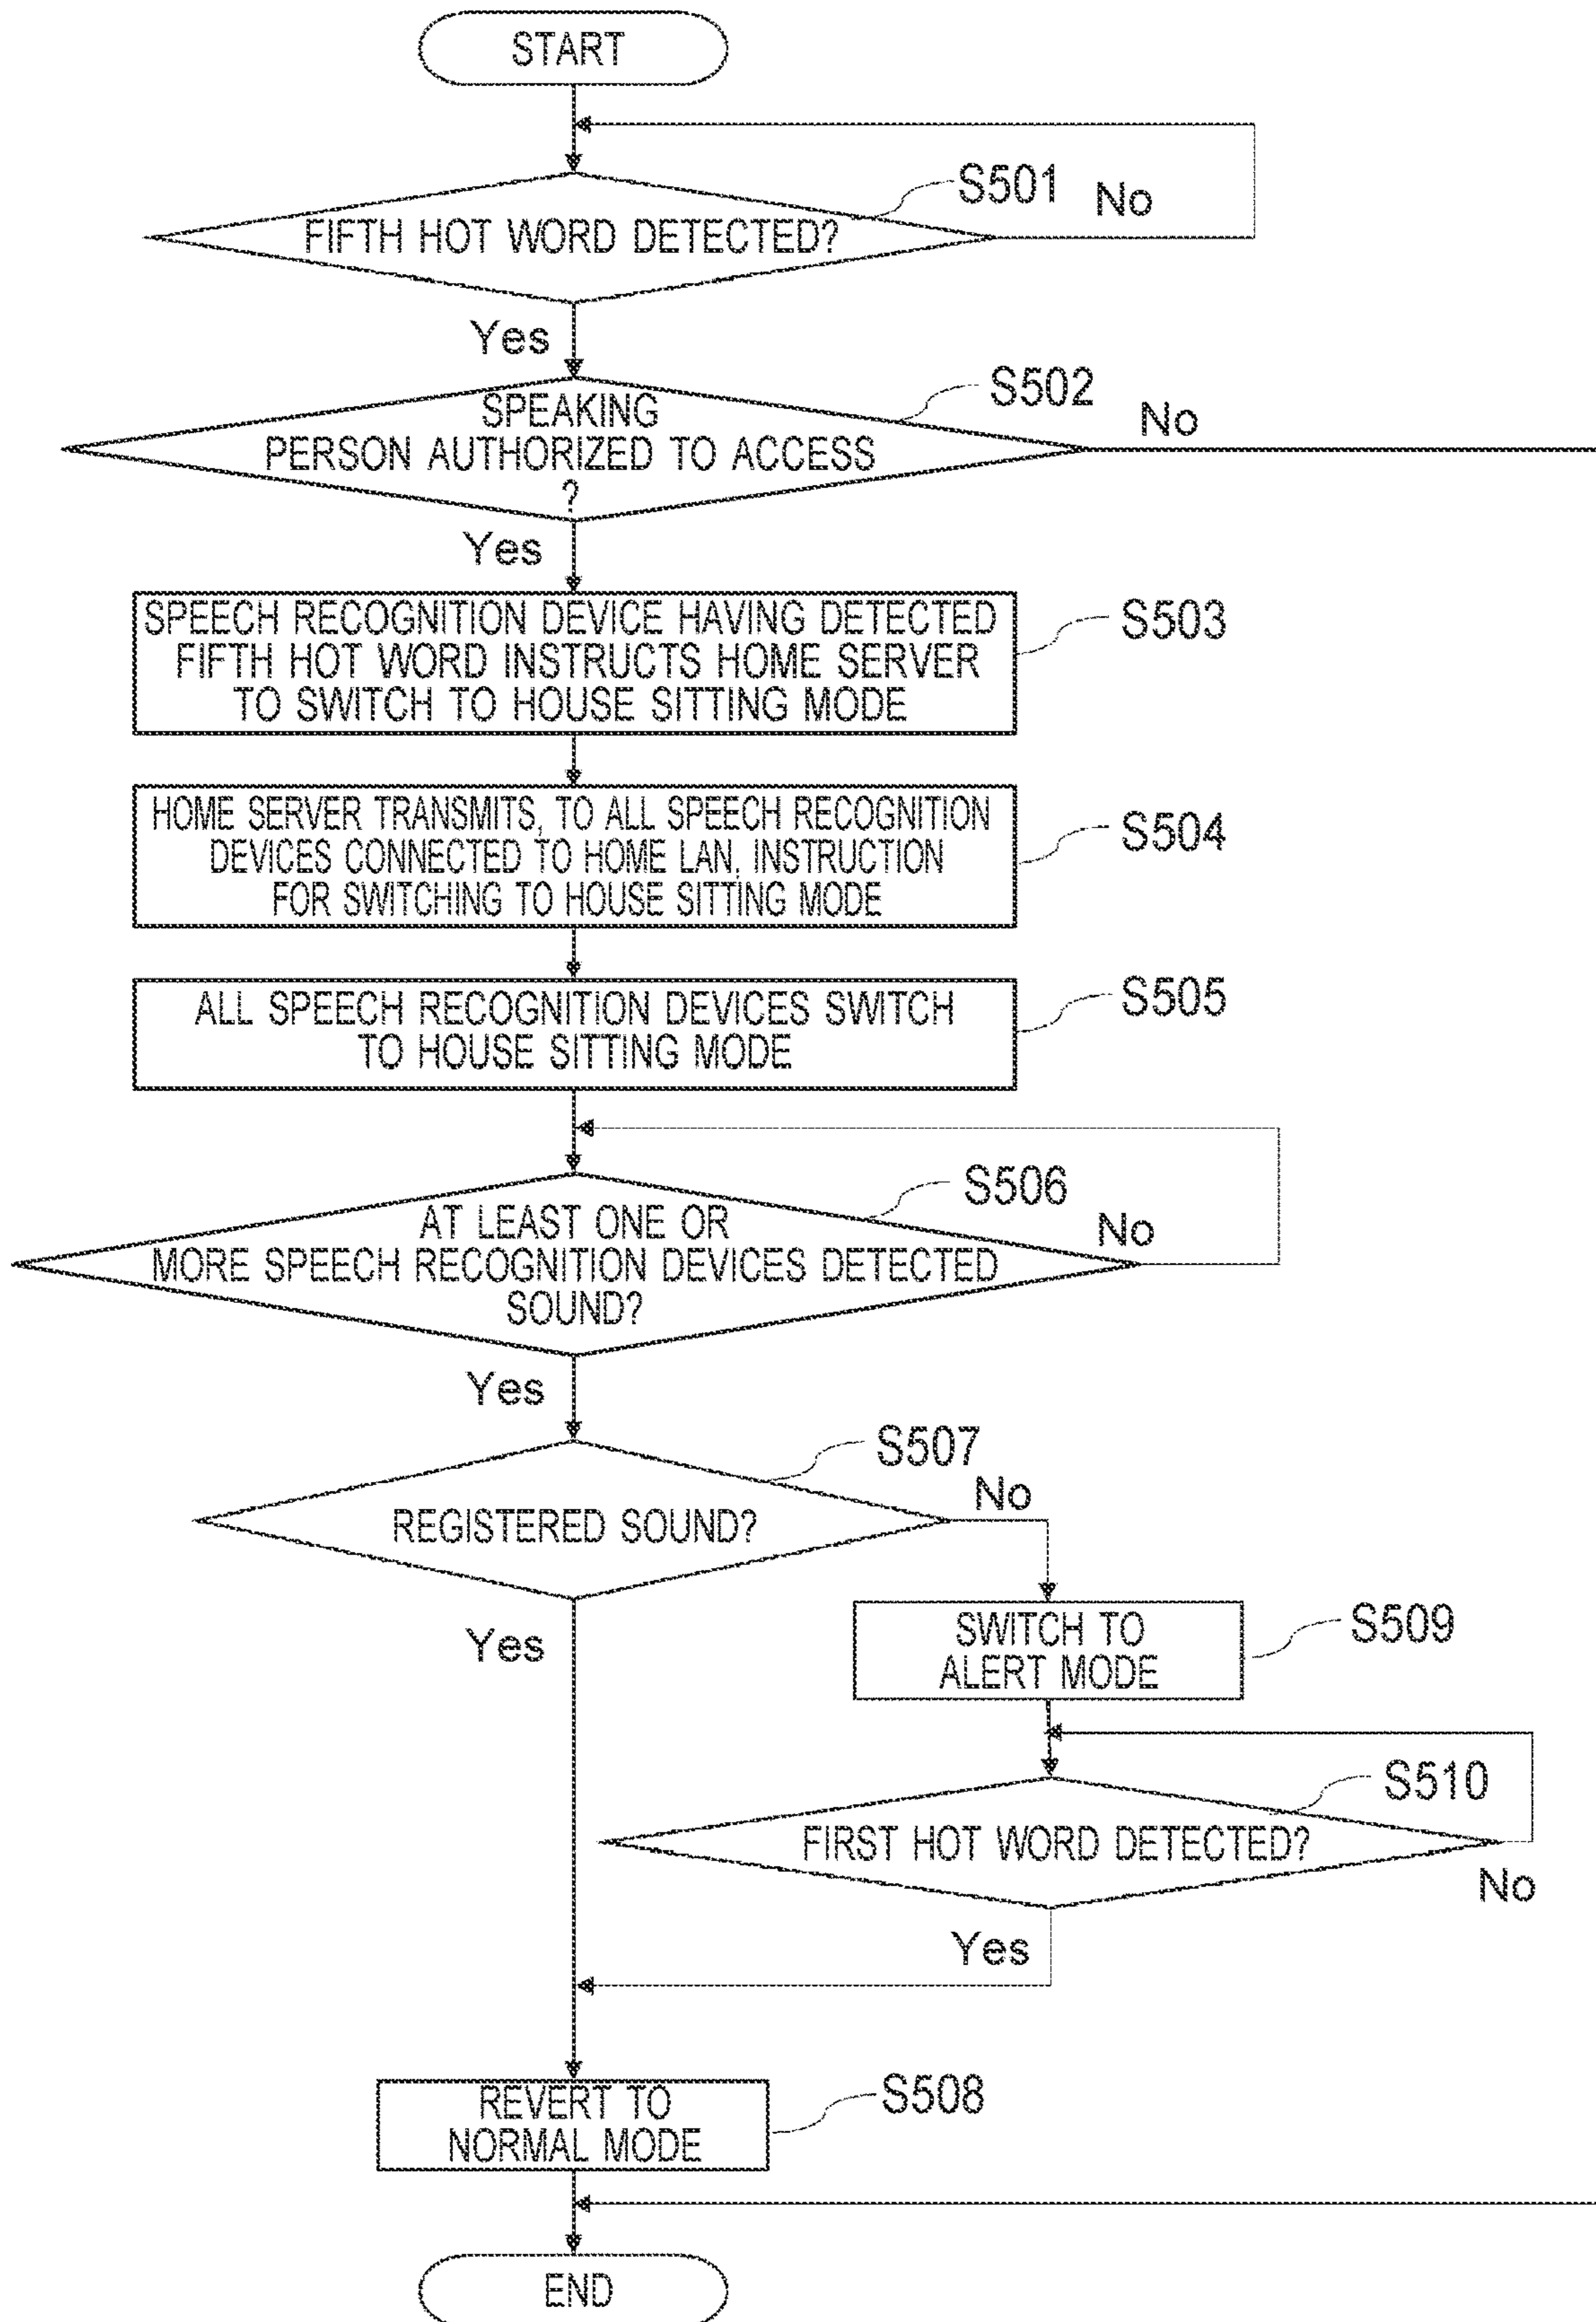 START
S501
No
FIFTH HOT WORD DETECTED?
Yes
S502
No
SPEAKING
PERSON AUTHORIZED TO ACCESS
?
Yes
SPEECH RECOGNITION DEVICE HAVING DETECTED
FIFTH HOT WORD INSTRUCTS HOME SERVER
TO SWITCH TO HOUSE SITTING MODE
S503
HOME SERVER TRANSMITS, TO ALL SPEECH RECOGNITION
DEVICES CONNECTED TO HOME LAN, INSTRUCTION
FOR SWITCHING TO HOUSE SITTING MODE
S504
ALL SPEECH RECOGNITION DEVICES SWITCH
TO HOUSE SITTING MODE
S505
S506
No
AT LEAST ONE OR
MORE SPEECH RECOGNITION DEVICES DETECTED
SOUND?
Yes
S507
No
REGISTERED SOUND?
Yes
SWITCH TO
ALERT MODE
S509
S510
FIRST HOT WORD DETECTED?
No
Yes
REVERT TO
NORMAL MODE
S508
END